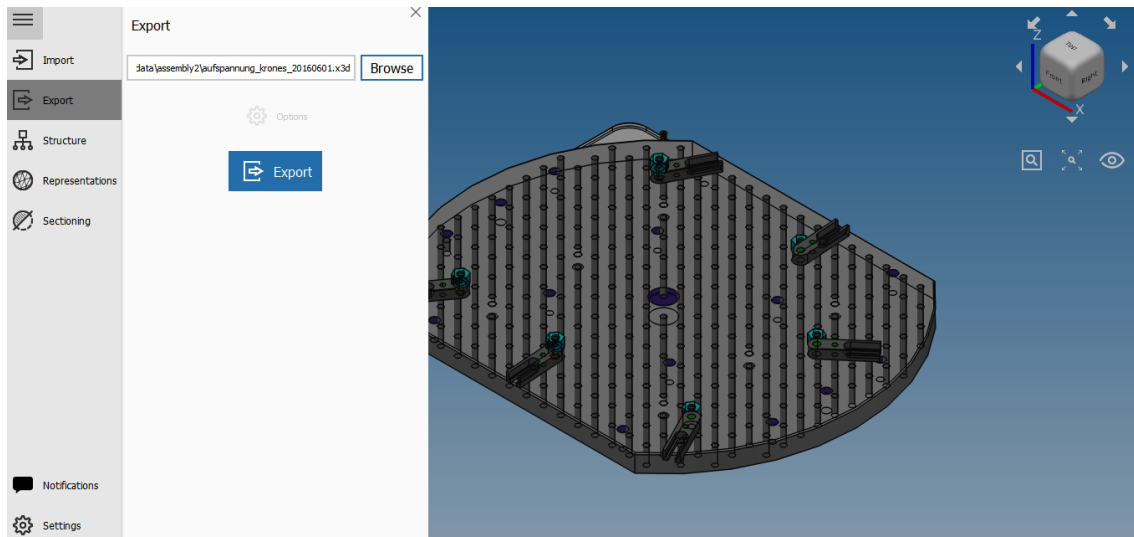 Export
Import
data\assembly2\aufspannung_krones_20160601.x3d
Browse
Export
Options
Structure
Export
Representations
Sectioning
Notifications
Settings
Z
Top
Front
Right
X